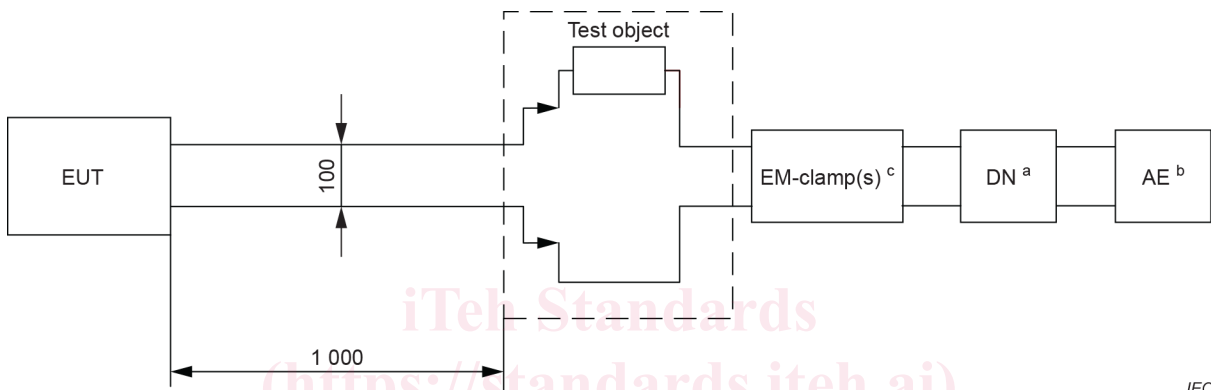 Test object
EUT
100
EM-clamp(s) c
DN a
AE b
iTeh Standards
1 000
(https://standards.iteh.ai)
IEC